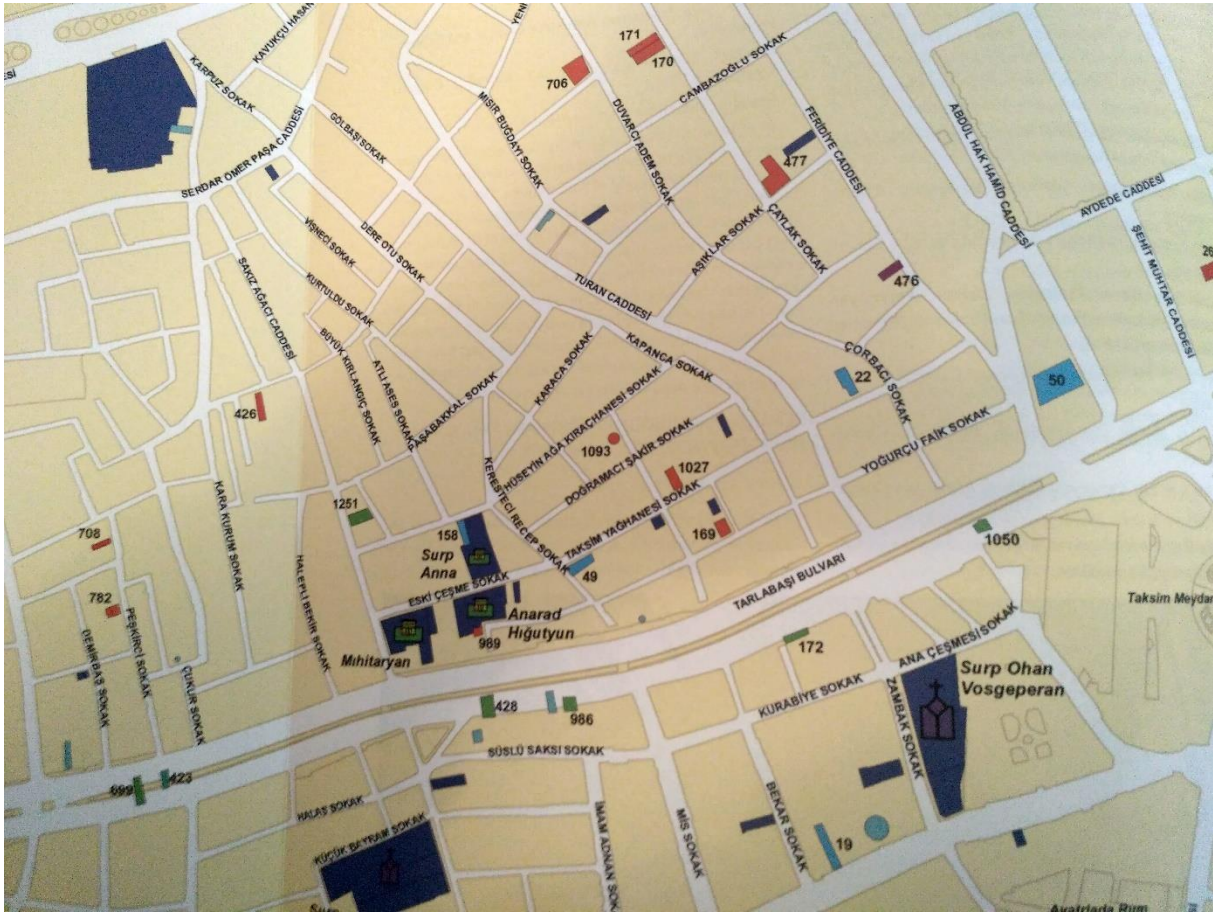 KARPUZ SOKAK
KAVUKÇU HASAN
YENİ
171
170
706
CAMBAZOĞLU SOKAK
MISIR BUĞDAYI SOKAK
GÖLBAŞI SOKAK
SERDAR ÖMER PAŞA CADDESİ
DUVARCI ADEM SOKAK
FERİDİYE CADDESİ
ABDÜL HAK HAMİD CADDESİ
477
AYDEDE CADDESİ
ŞEHİT MUHTAR CADDESİ
VİŞNECİ SOKAK
DERE OTU SOKAK
AŞIKLAR SOKAK
ÇAYLAK SOKAK
476
SAKIZ AĞACI CADDESİ
KURTULDU SOKAK
TURAN CADDESİ
BÜYÜK KIRLANGIÇ SOKAK
ATLI ASES SOKAK
KAPANCA SOKAK
KARACA SOKAK
ÇORBACI SOKAK
22
50
PAŞABAKKAL SOKAK
HÜSEYİN AĞA KIRAÇHANESİ SOKAK
426
1093
DOĞRAMACI ŞAKİR SOKAK
YOĞURÇU FAİK SOKAK
KERESTECİ RECEP SOKAK
1027
KARA KURUM SOKAK
1251
TAKSİM YAĞHANESİ SOKAK
158
169
708
Surp
Anna
1050
HALEPLİ BEKİR SOKAK
49
ESKİ ÇEŞME SOKAK
TARLABAŞI BULVARI
782
Taksim Meydan
PEŞKİRCİ SOKAK
DEMİRBAŞ SOKAK
Anarad
Hığutyun
989
Mıhitaryan
172
ANA ÇEŞMESİ SOKAK
ÇUKUR SOKAK
Surp Ohan
Vosgeperan
KURABİYE SOKAK
ZAMBAK SOKAK
428
986
SÜSLÜ SAKSI SOKAK
699
423
HALAS SOKAK
İMAM ADNAN SOK
MİS SOKAK
BEKAR SOKAK
KÜÇÜK BAYRAM SOKAK
19
Surp
Ayatriada Rum